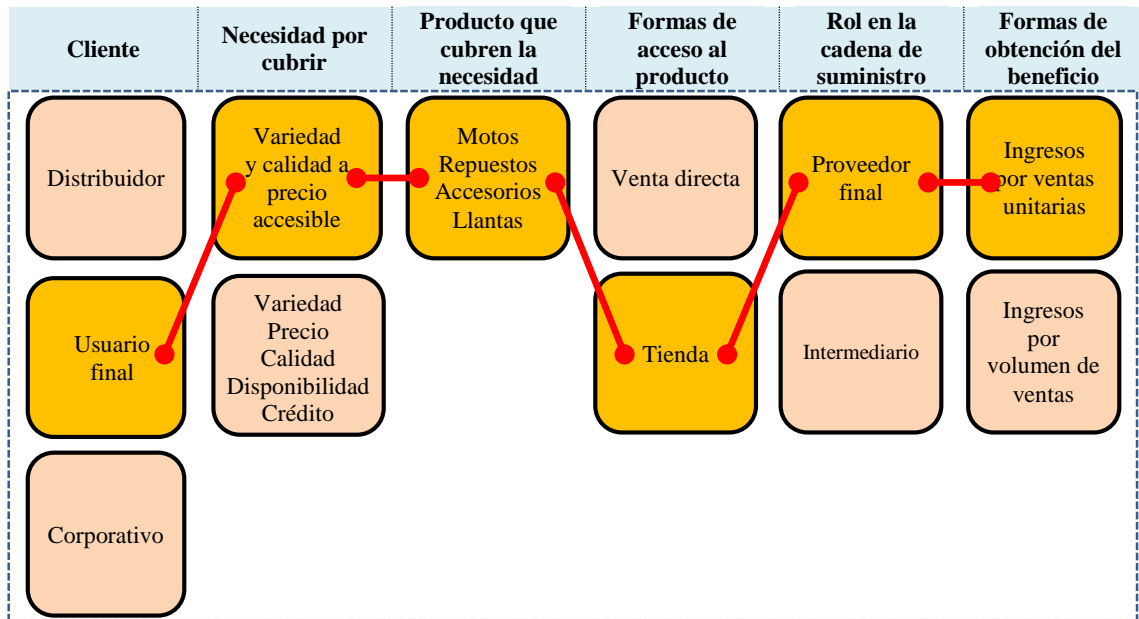 Cliente
Necesidad por
cubrir
Producto que
cubren la
necesidad
Formas de
acceso al
producto
Rol en la
cadena de
suministro
Formas de
obtención del
beneficio
Distribuidor
Variedad
y calidad a
precio
accesible
Motos
Repuestos
Accesorios
Llantas
Venta directa
Proveedor
final
Ingresos
por ventas
unitarias
Usuario
final
Variedad
Precio
Calidad
Disponibilidad
Crédito
Tienda
Intermediario
Ingresos
por
volumen de
ventas
Corporativo